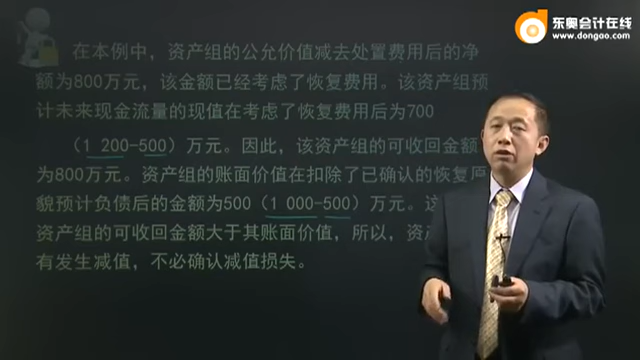 东奥会计在线
www.dongao.com
在本例中，资产组的公允价值减去处置费用后的净
额为800万元，该金额已经考虑了恢复费用。该资产组预
计未来现金流量的现值在考虑了恢复费用后为700
（1 200-500）万元。因此，该资产组的可收回金额
为800万元。资产组的账面价值在扣除了已确认的恢复原
貌预计负债后的金额为500（1 000-500）万元。这
资产组的可收回金额大于其账面价值，所以，资产
有发生减值，不必确认减值损失。